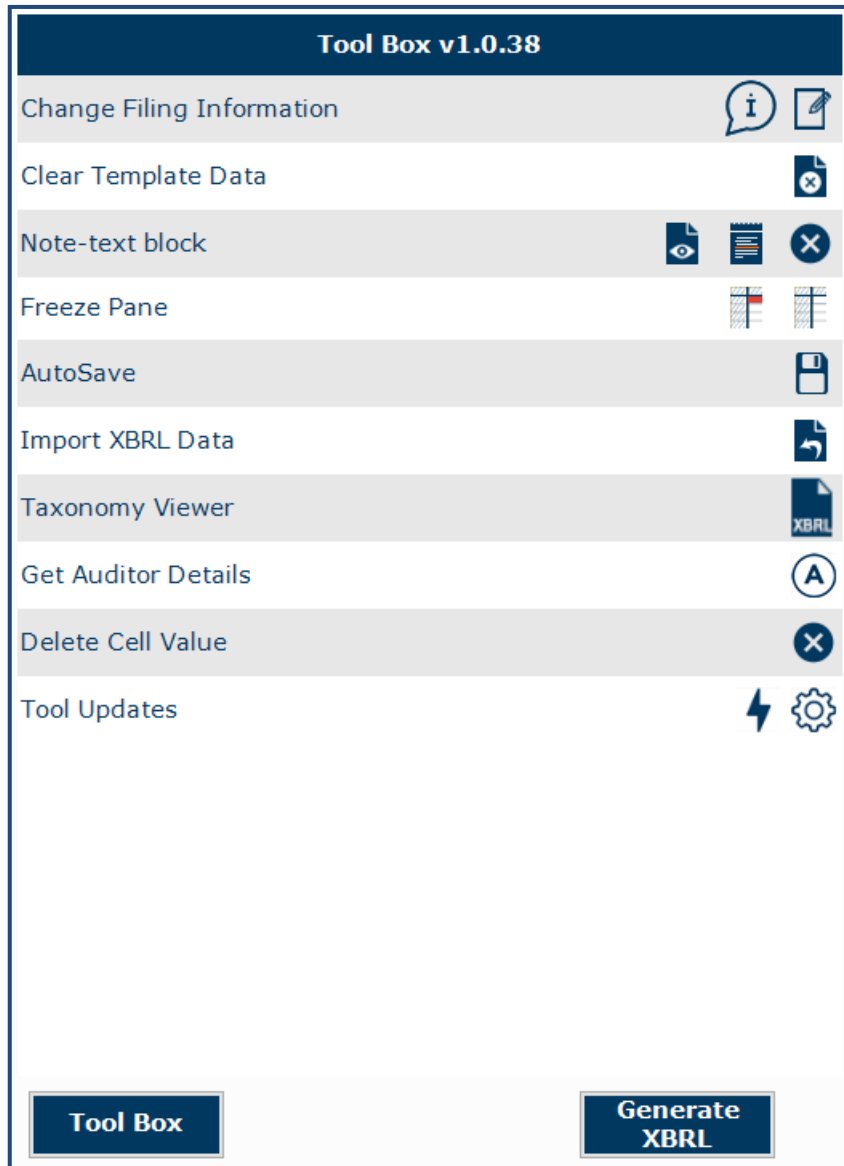 Tool Box v1.0.38
Change Filing Information
i
Clear Template Data
Note-text block
Freeze Pane
AutoSave
Import XBRL Data
Taxonomy Viewer
XBRL
Get Auditor Details
A
Delete Cell Value
Tool Updates
Tool Box
Generate
XBRL